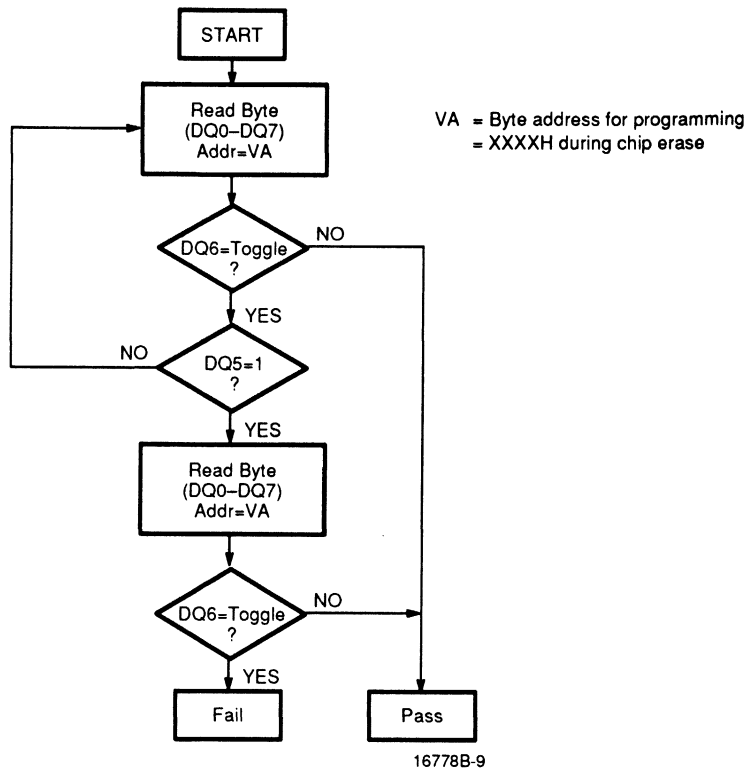 START
Read Byte
(DQ0–DQ7)
Addr=VA
VA = Byte address for programming
= XXXXH during chip erase
DQ6=Toggle
?
NO
YES
DQ5=1
?
NO
YES
Read Byte
(DQ0–DQ7)
Addr=VA
DQ6=Toggle
?
NO
YES
Fail
Pass
16778B-9